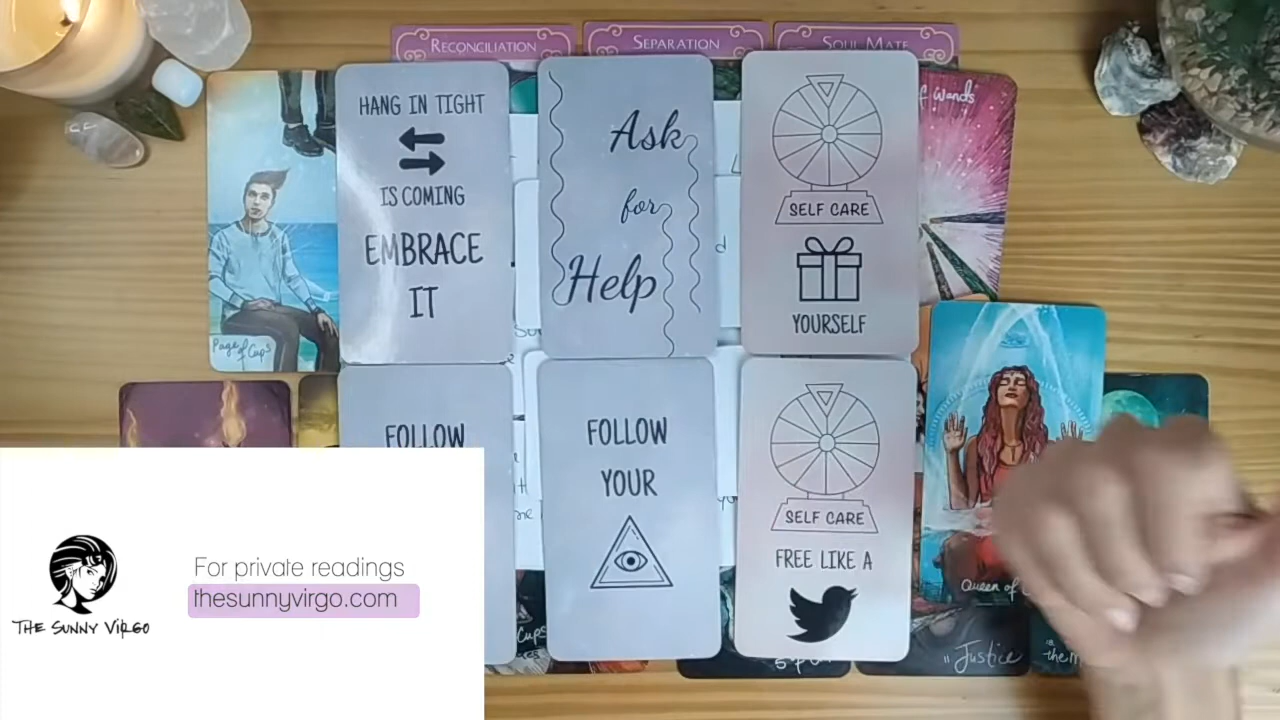 RECONCILIATION
SEPARATION
SOUL MATE
HANG IN TIGHT
IS COMING
EMBRACE
IT
Ask
for
Help
SELF CARE
YOURSELF
of Wands
Page of Cups
FOLLOW
FOLLOW
YOUR
SELF CARE
FREE LIKE A
Queen of
Cups
Justice
For private readings
thesunnyvirgo.com
THE SUNNY VIRGO